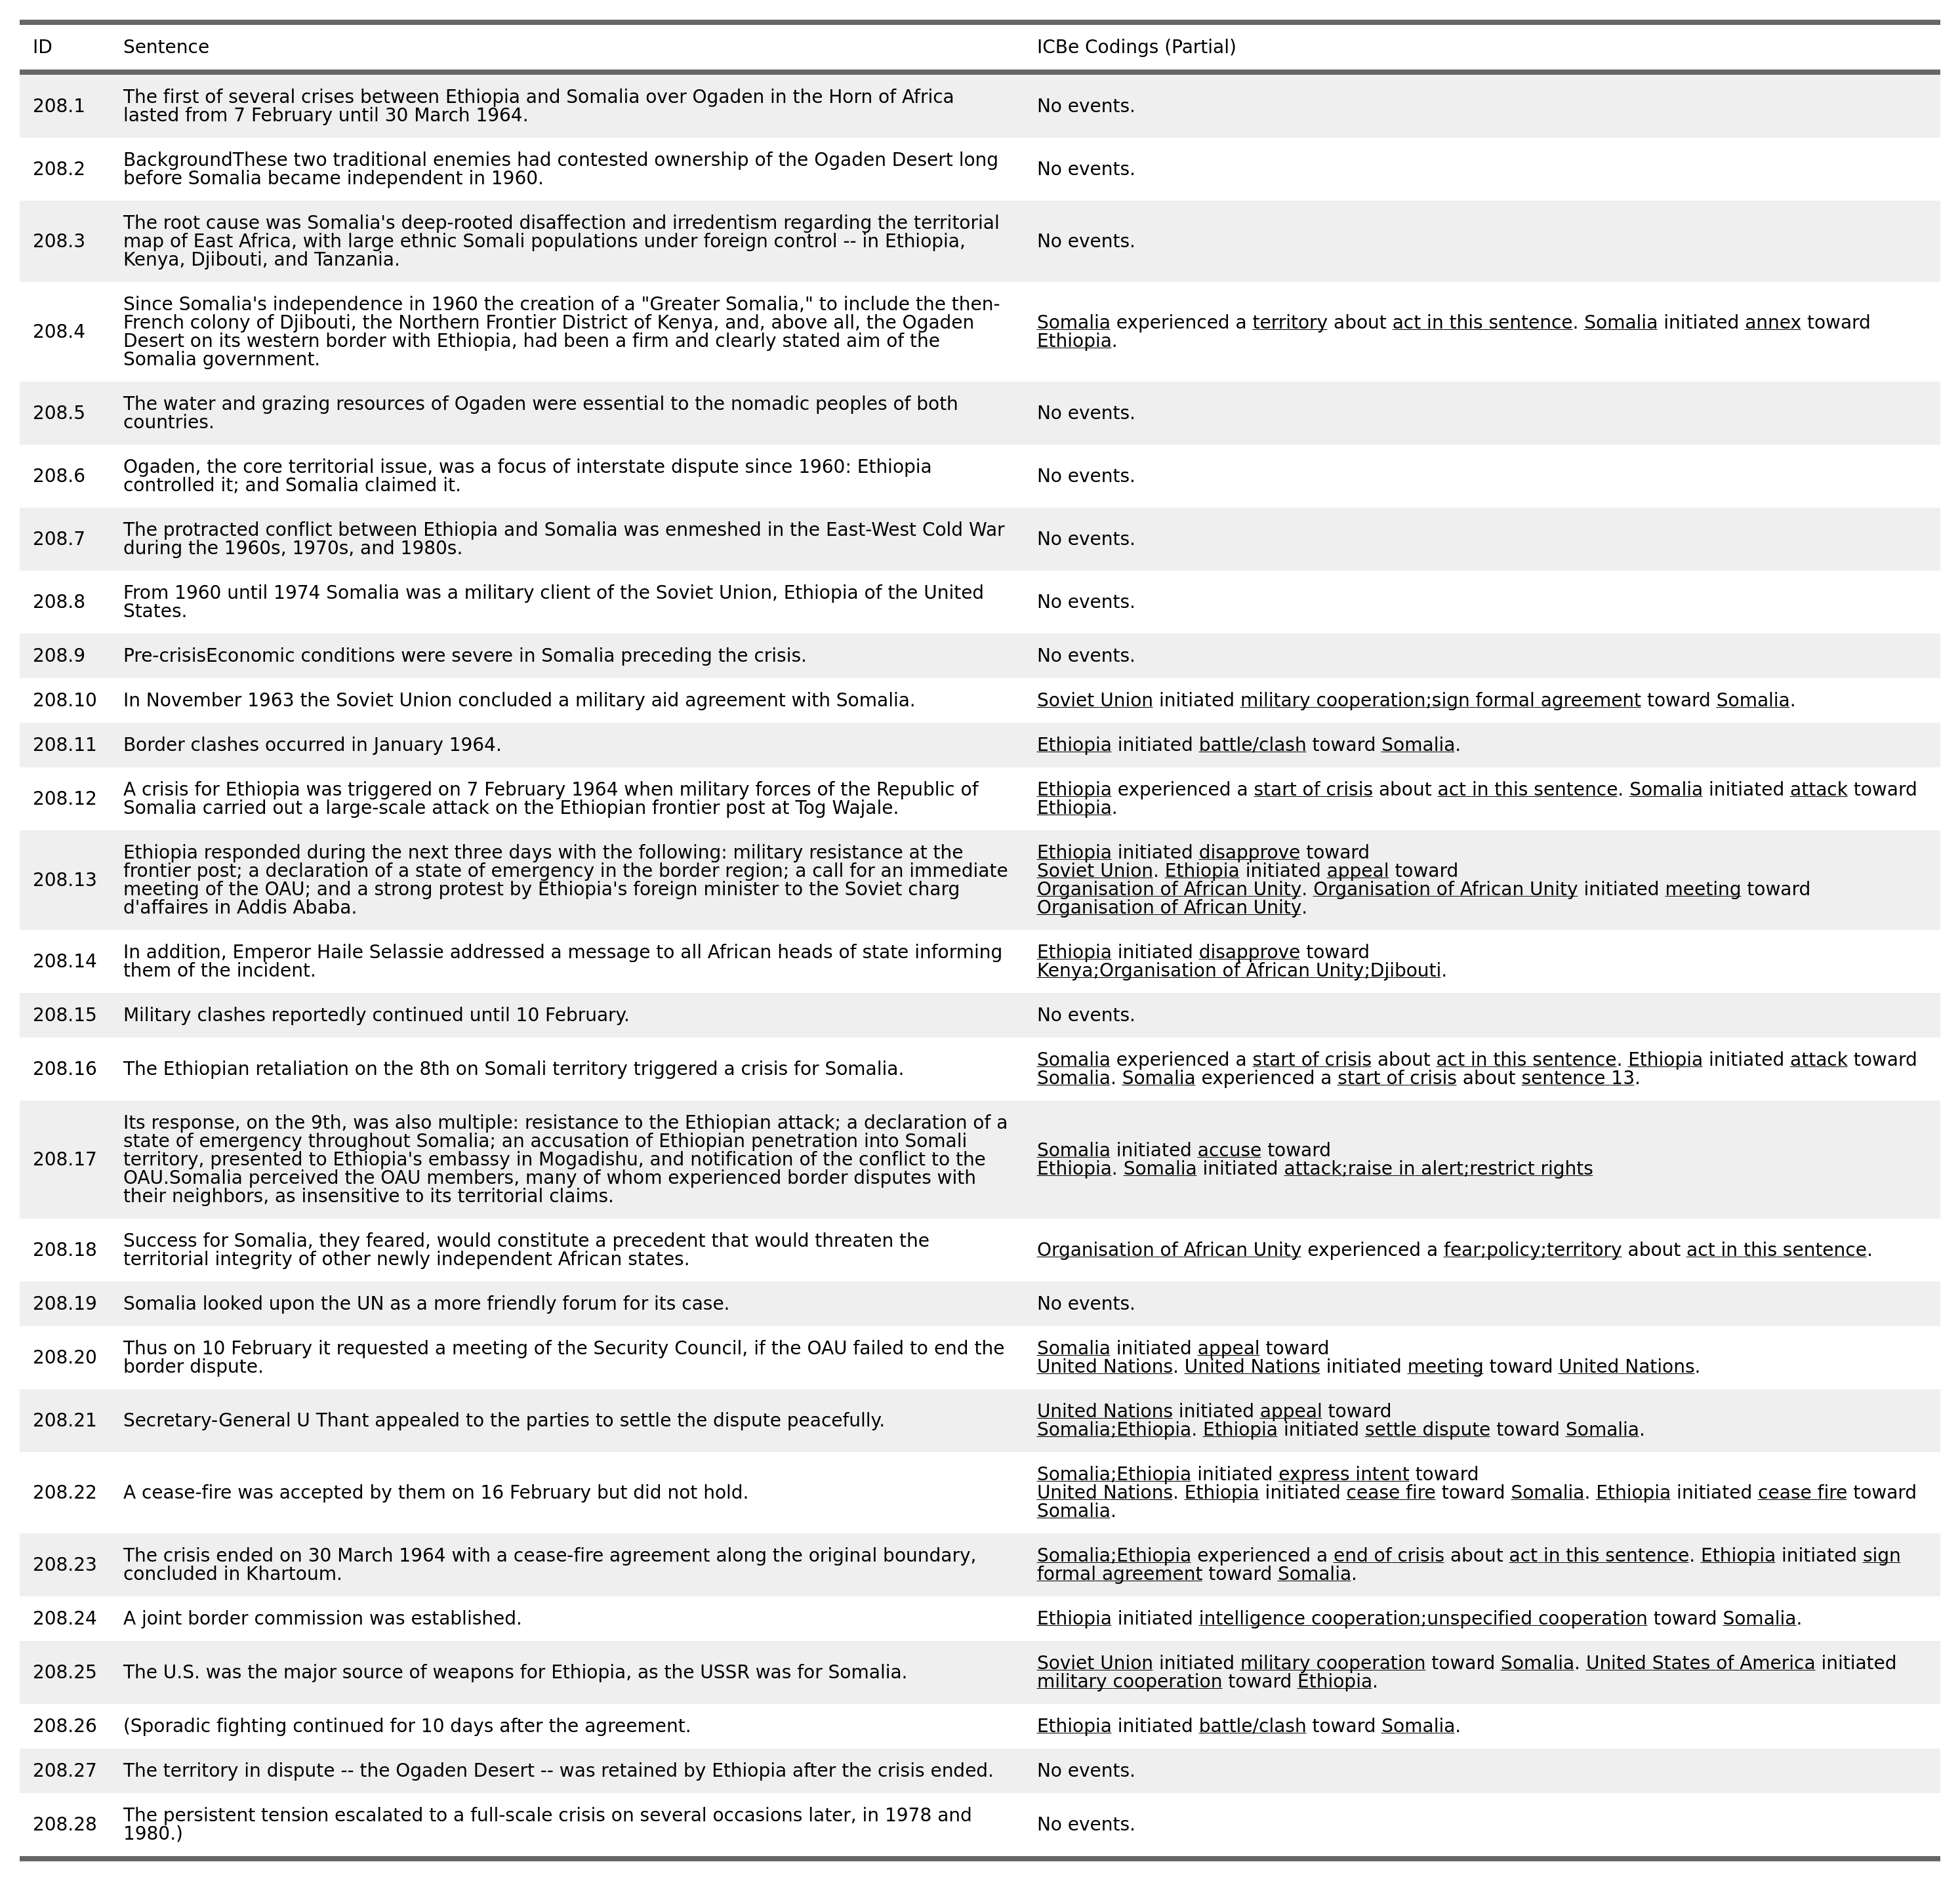 ID Sentence ICBe Codings (Partial)
208.1 The first of several crises between Ethiopia and Somalia over Ogaden in the Horn of Africa
lasted from 7 February until 30 March 1964.
No events.
208.2 BackgroundThese two traditional enemies had contested ownership of the Ogaden Desert long
before Somalia became independent in 1960.
No events.
208.3 The root cause was Somalia's deep-rooted disaffection and irredentism regarding the territorial
map of East Africa, with large ethnic Somali populations under foreign control -- in Ethiopia,
Kenya, Djibouti, and Tanzania.
No events.
208.4 Since Somalia's independence in 1960 the creation of a "Greater Somalia," to include the then-
French colony of Djibouti, the Northern Frontier District of Kenya, and, above all, the Ogaden
Desert on its western border with Ethiopia, had been a firm and clearly stated aim of the
Somalia government.
Somalia experienced a territory about act in this sentence. Somalia initiated annex toward
Ethiopia.
208.5 The water and grazing resources of Ogaden were essential to the nomadic peoples of both
countries.
No events.
208.6 Ogaden, the core territorial issue, was a focus of interstate dispute since 1960: Ethiopia
controlled it; and Somalia claimed it.
No events.
208.7 The protracted conflict between Ethiopia and Somalia was enmeshed in the East-West Cold War
during the 1960s, 1970s, and 1980s.
No events.
208.8 From 1960 until 1974 Somalia was a military client of the Soviet Union, Ethiopia of the United
States.
No events.
208.9 Pre-crisisEconomic conditions were severe in Somalia preceding the crisis.
No events.
208.10 In November 1963 the Soviet Union concluded a military aid agreement with Somalia.
Soviet Union initiated military cooperation;sign formal agreement toward Somalia.
208.11 Border clashes occurred in January 1964.
Ethiopia initiated battle/clash toward Somalia.
208.12 A crisis for Ethiopia was triggered on 7 February 1964 when military forces of the Republic of
Somalia carried out a large-scale attack on the Ethiopian frontier post at Tog Wajale.
Ethiopia experienced a start of crisis about act in this sentence. Somalia initiated attack toward
Ethiopia.
208.13 Ethiopia responded during the next three days with the following: military resistance at the
frontier post; a declaration of a state of emergency in the border region; a call for an immediate
meeting of the OAU; and a strong protest by Ethiopia's foreign minister to the Soviet charg
d'affaires in Addis Ababa.
Ethiopia initiated disapprove toward
Soviet Union. Ethiopia initiated appeal toward
Organisation of African Unity. Organisation of African Unity initiated meeting toward
Organisation of African Unity.
208.14 In addition, Emperor Haile Selassie addressed a message to all African heads of state informing
them of the incident.
Ethiopia initiated disapprove toward
Kenya;Organisation of African Unity;Djibouti.
208.15 Military clashes reportedly continued until 10 February.
No events.
208.16 The Ethiopian retaliation on the 8th on Somali territory triggered a crisis for Somalia.
Somalia experienced a start of crisis about act in this sentence. Ethiopia initiated attack toward
Somalia. Somalia experienced a start of crisis about sentence 13.
208.17 Its response, on the 9th, was also multiple: resistance to the Ethiopian attack; a declaration of a
state of emergency throughout Somalia; an accusation of Ethiopian penetration into Somali
territory, presented to Ethiopia's embassy in Mogadishu, and notification of the conflict to the
OAU.Somalia perceived the OAU members, many of whom experienced border disputes with
their neighbors, as insensitive to its territorial claims.
Somalia initiated accuse toward
Ethiopia. Somalia initiated attack;raise in alert;restrict rights
208.18 Success for Somalia, they feared, would constitute a precedent that would threaten the
territorial integrity of other newly independent African states.
Organisation of African Unity experienced a fear;policy;territory about act in this sentence.
208.19 Somalia looked upon the UN as a more friendly forum for its case.
No events.
208.20 Thus on 10 February it requested a meeting of the Security Council, if the OAU failed to end the
border dispute.
Somalia initiated appeal toward
United Nations. United Nations initiated meeting toward United Nations.
208.21 Secretary-General U Thant appealed to the parties to settle the dispute peacefully.
United Nations initiated appeal toward
Somalia;Ethiopia. Ethiopia initiated settle dispute toward Somalia.
208.22 A cease-fire was accepted by them on 16 February but did not hold.
Somalia;Ethiopia initiated express intent toward
United Nations. Ethiopia initiated cease fire toward Somalia. Ethiopia initiated cease fire toward
Somalia.
208.23 The crisis ended on 30 March 1964 with a cease-fire agreement along the original boundary,
concluded in Khartoum.
Somalia;Ethiopia experienced a end of crisis about act in this sentence. Ethiopia initiated sign
formal agreement toward Somalia.
208.24 A joint border commission was established.
Ethiopia initiated intelligence cooperation;unspecified cooperation toward Somalia.
208.25 The U.S. was the major source of weapons for Ethiopia, as the USSR was for Somalia.
Soviet Union initiated military cooperation toward Somalia. United States of America initiated
military cooperation toward Ethiopia.
208.26 (Sporadic fighting continued for 10 days after the agreement.
Ethiopia initiated battle/clash toward Somalia.
208.27 The territory in dispute -- the Ogaden Desert -- was retained by Ethiopia after the crisis ended.
No events.
208.28 The persistent tension escalated to a full-scale crisis on several occasions later, in 1978 and
1980.)
No events.